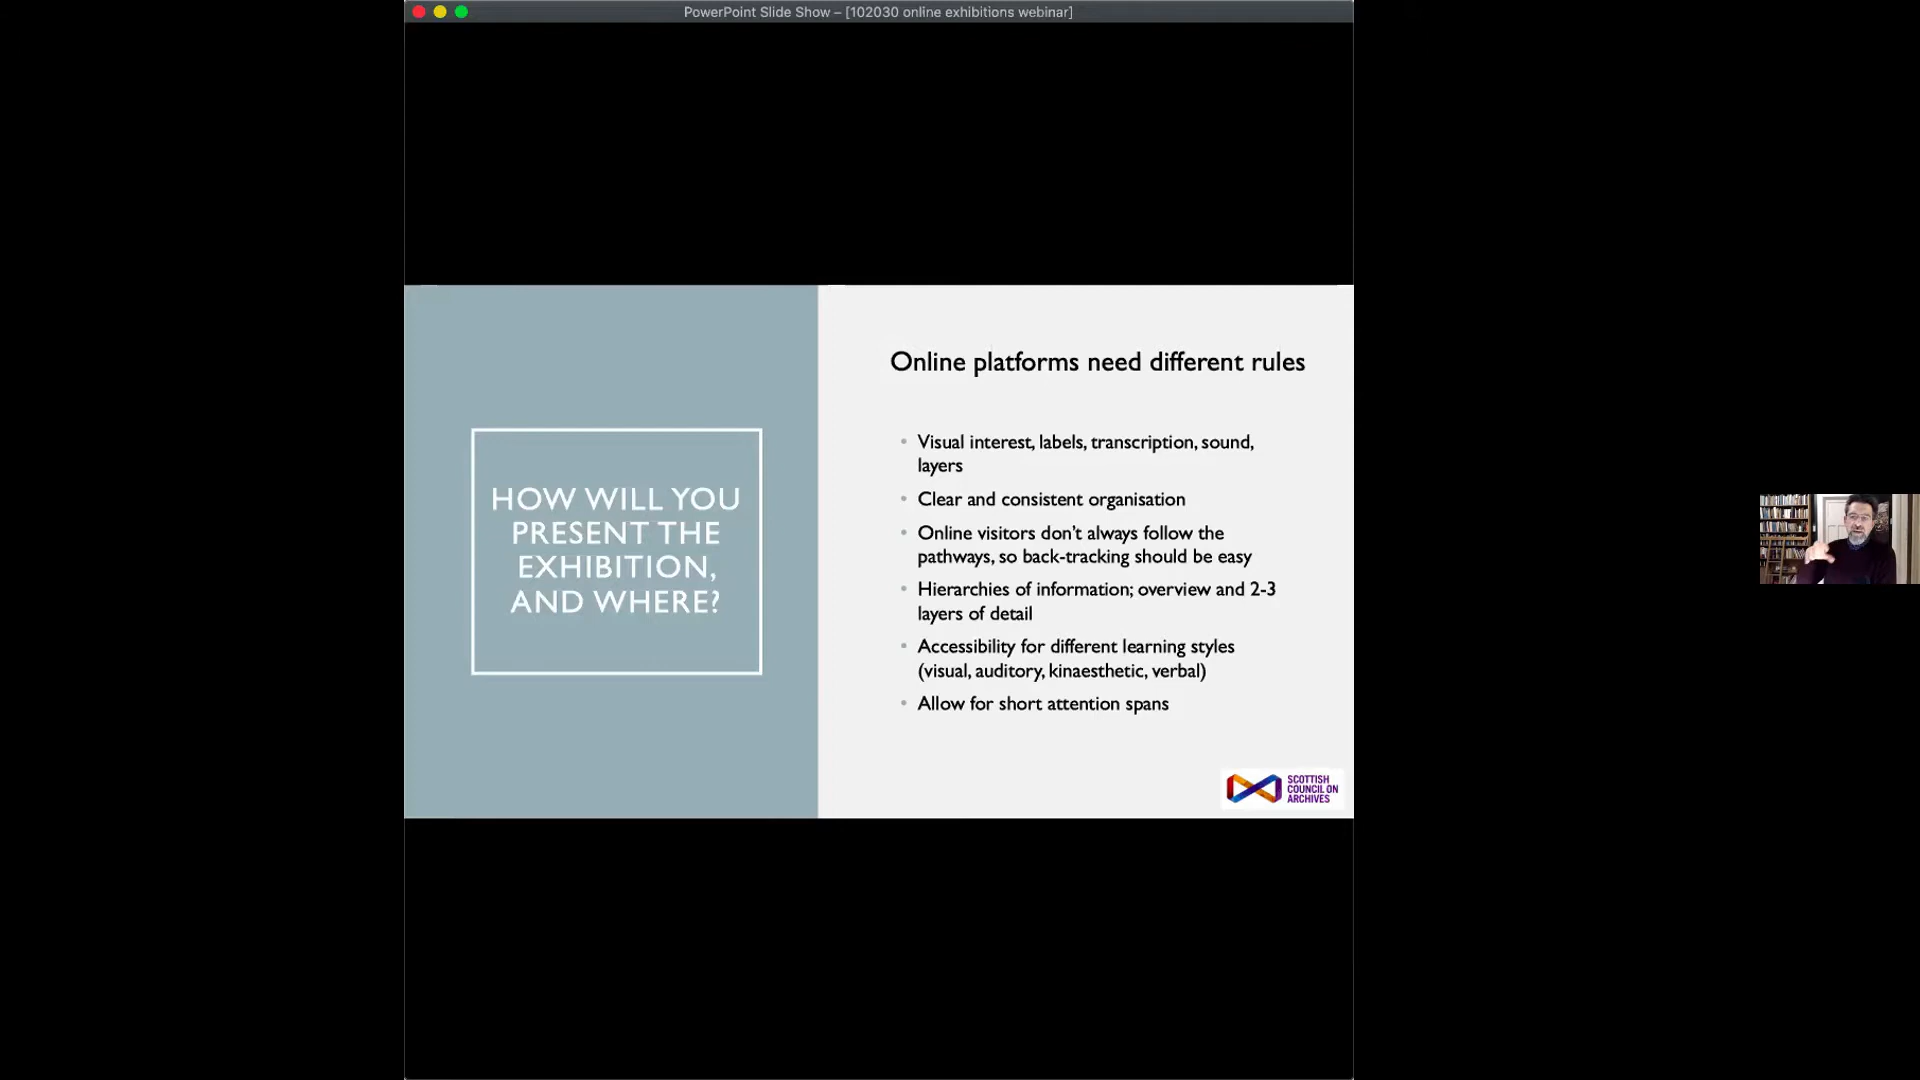 PowerPoint Slide Show – [102030 online exhibitions webinar]
HOW WILL YOU
PRESENT THE
EXHIBITION,
AND WHERE?
Online platforms need different rules
• Visual interest, labels, transcription, sound,
layers
• Clear and consistent organisation
• Online visitors don’t always follow the
pathways, so back-tracking should be easy
• Hierarchies of information; overview and 2-3
layers of detail
• Accessibility for different learning styles
(visual, auditory, kinaesthetic, verbal)
• Allow for short attention spans
SCOTTISH
COUNCIL ON
ARCHIVES